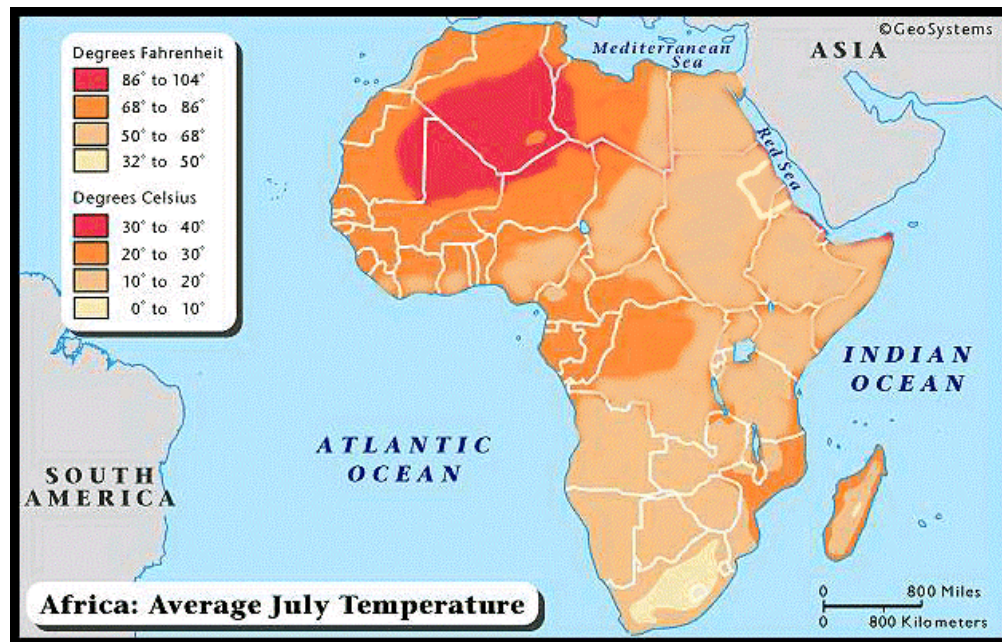 ©GeoSystems
Mediterranean
Sea
ASIA
Degrees Fahrenheit
86° to 104°
68° to 86°
50° to 68°
32° to 50°
Red Sea
Degrees Celsius
30° to 40°
20° to 30°
10° to 20°
0° to 10°
INDIAN
OCEAN
ATLANTIC
OCEAN
SOUTH
AMERICA
Africa: Average July Temperature
0 800 Miles
0 800 Kilometers